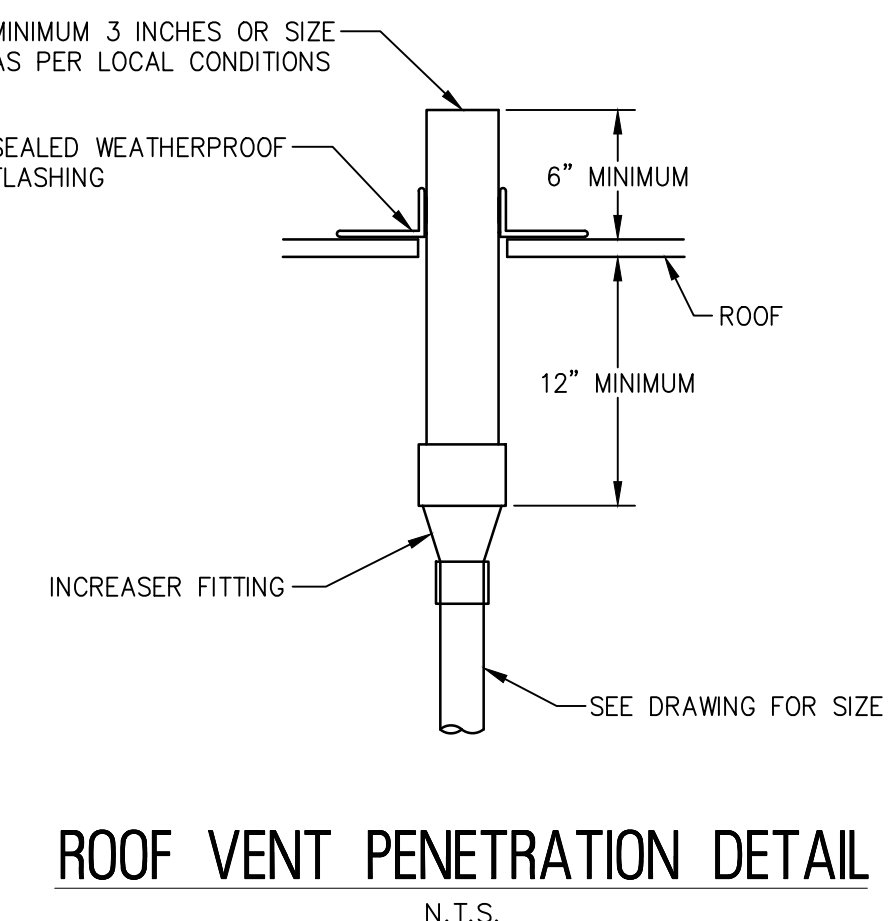 MINIMUM 3 INCHES OR SIZE
AS PER LOCAL CONDITIONS
SEALED WEATHERPROOF
FLASHING
6” MINIMUM
ROOF
12” MINIMUM
INCREASER FITTING
SEE DRAWING FOR SIZE
ROOF VENT PENETRATION DETAIL
N.T.S.